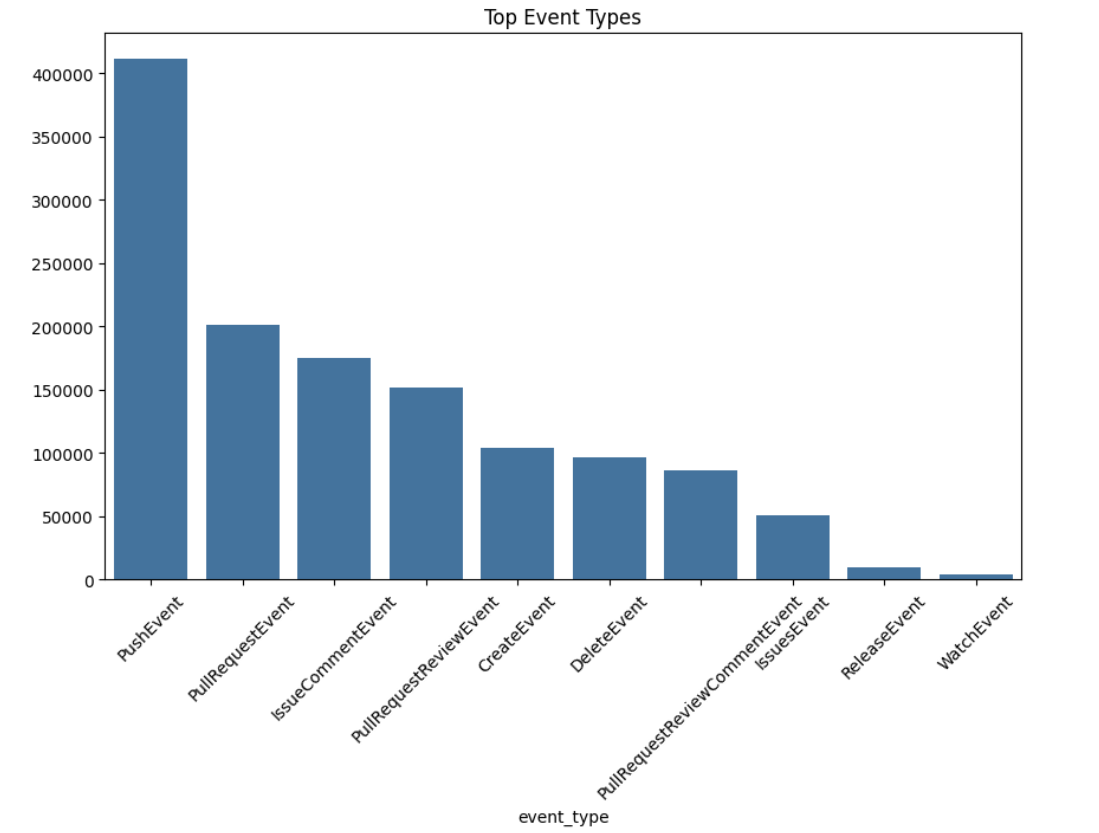 Top Event Types
400000
350000
300000
250000
200000
150000
100000
50000
0
PushEvent
PullRequestEvent
IssueCommentEvent
PullRequestReviewEvent
CreateEvent
DeleteEvent
PullRequestReviewCommentEvent
IssuesEvent
ReleaseEvent
WatchEvent
event_type